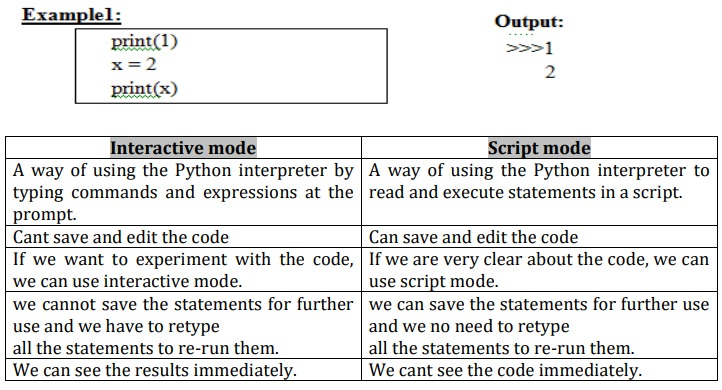 Example1:
print(1)
x = 2
print(x)
Output:
>>>1
2
Interactive mode
Script mode
A way of using the Python interpreter by
typing commands and expressions at the
prompt.
A way of using the Python interpreter to
read and execute statements in a script.
Cant save and edit the code
Can save and edit the code
If we want to experiment with the code,
we can use interactive mode.
If we are very clear about the code, we can
use script mode.
we cannot save the statements for further
use and we have to retype
all the statements to re-run them.
we can save the statements for further use
and we no need to retype
all the statements to re-run them.
We can see the results immediately.
We cant see the code immediately.